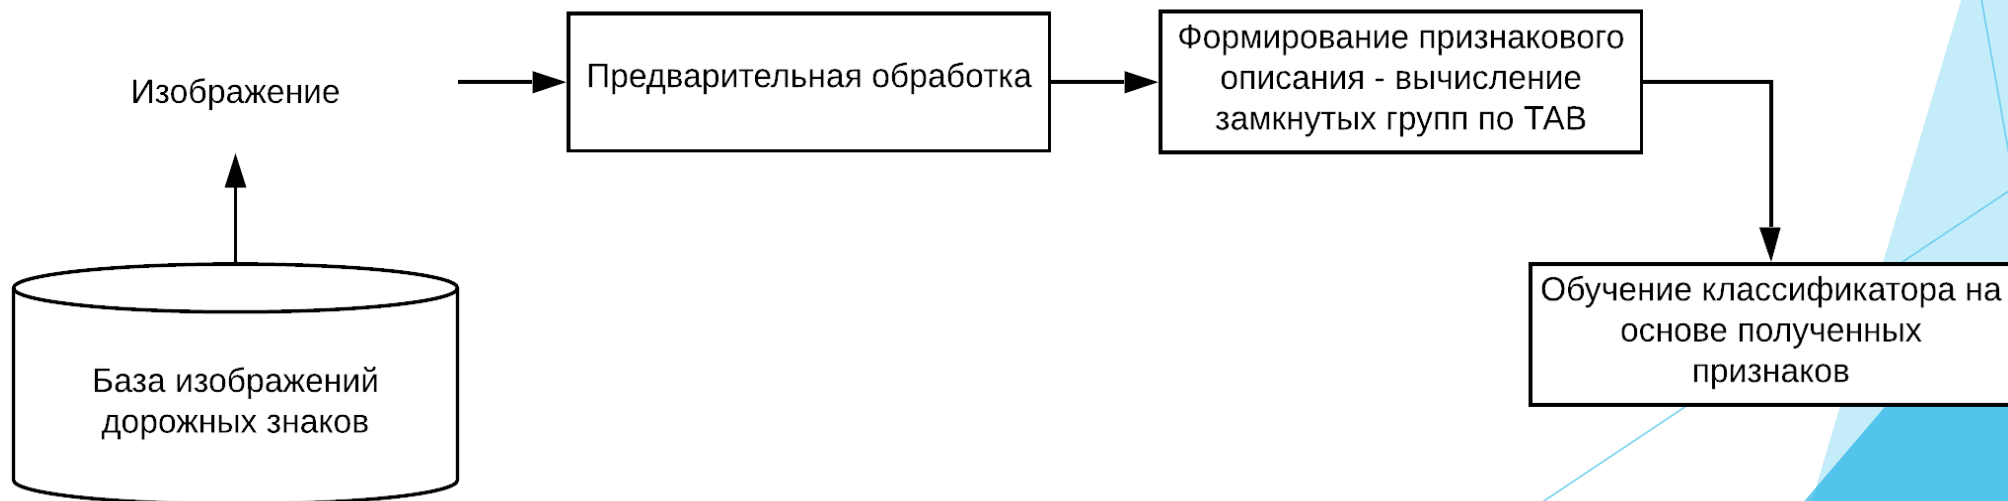 Изображение
Предварительная обработка
Формирование признакового
описания - вычисление
замкнутых групп по ТАВ
База изображений
дорожных знаков
Обучение классификатора на
основе полученных
признаков